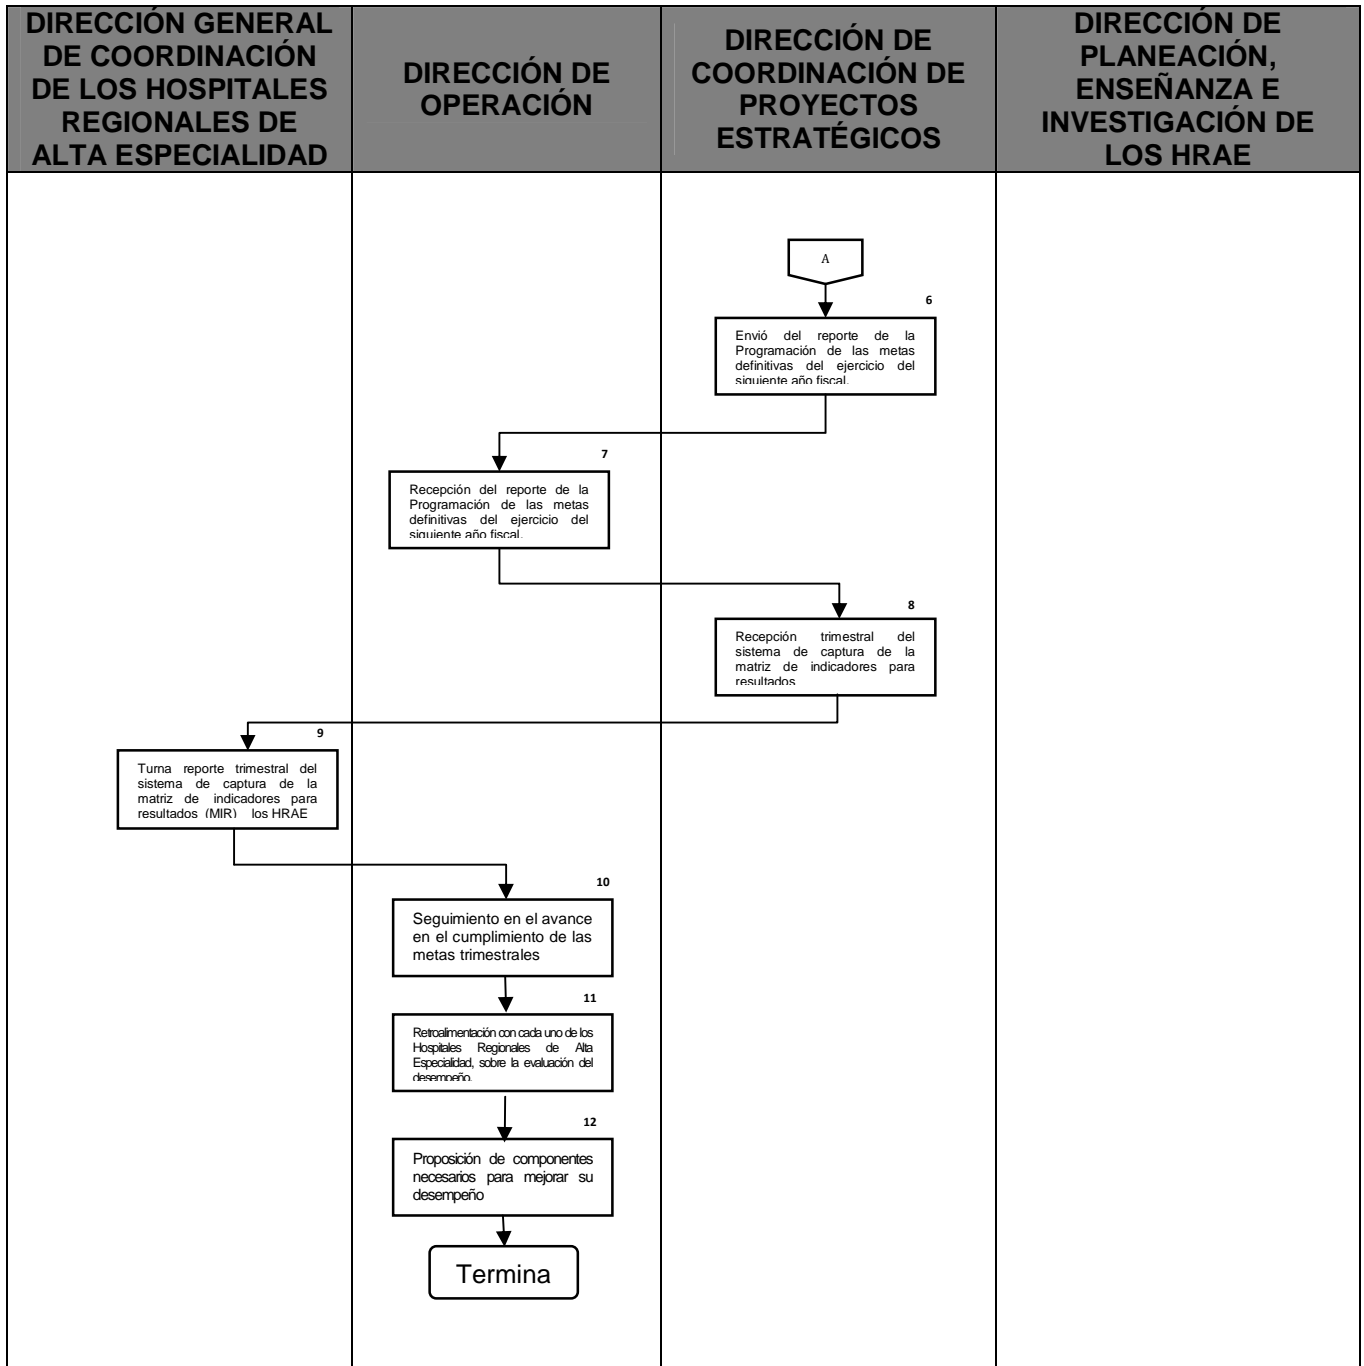 DIRECCIÓN GENERAL
DE COORDINACIÓN
DE LOS HOSPITALES
REGIONALES DE
ALTA ESPECIALIDAD
DIRECCIÓN DE
OPERACIÓN
DIRECCIÓN DE
COORDINACIÓN DE
PROYECTOS
ESTRATÉGICOS
DIRECCIÓN DE
PLANEACIÓN,
ENSEÑANZA E
INVESTIGACIÓN DE
LOS HRAE
A
6
Envió del reporte de la
Programación de las metas
definitivas del ejercicio del
siguiente año fiscal.
7
Recepción del reporte de la
Programación de las metas
definitivas del ejercicio del
siguiente año fiscal.
8
Recepción trimestral del
sistema de captura de la
matriz de indicadores para
resultados
9
Turna reporte trimestral del
sistema de captura de la
matriz de indicadores para
resultados (MIR) los HRAE
10
Seguimiento en el avance
en el cumplimiento de las
metas trimestrales
11
Retroalimentación con cada uno de los
Hospitales Regionales de Alta
Especialidad, sobre la evaluación del
desempeño.
12
Proposición de componentes
necesarios para mejorar su
desempeño
Termina